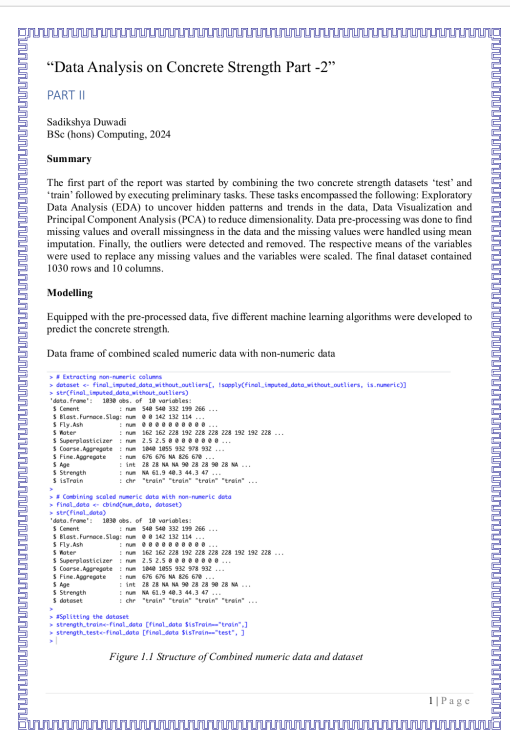 “Data Analysis on Concrete Strength Part -2”
PART II
Sadikshya Duwadi
BSc (hons) Computing, 2024
Summary
The first part of the report was started by combining the two concrete strength datasets ‘test’ and
‘train’ followed by executing preliminary tasks. These tasks encompassed the following: Exploratory
Data Analysis (EDA) to uncover hidden patterns and trends in the data, Data Visualization and
Principal Component Analysis (PCA) to reduce dimensionality. Data pre-processing was done to find
missing values and overall missingness in the data and the missing values were handled using mean
imputation. Finally, the outliers were detected and removed. The respective means of the variables
were used to replace any missing values and the variables were scaled. The final dataset contained
1030 rows and 10 columns.
Modelling
Equipped with the pre-processed data, five different machine learning algorithms were developed to
predict the concrete strength.
Data frame of combined scaled numeric data with non-numeric data
> # Extracting non-numeric columns
> dataset <- final_imputed_data_without_outliers[, !sapply(final_imputed_data_without_outliers, is.numeric)]
> str(final_imputed_data_without_outliers)
'data.frame': 1030 obs. of 10 variables:
$ Cement : num 540 540 332 199 266 ...
$ Blast.Furnace.Slag: num 0 0 142 132 114 ...
$ Fly.Ash : num 0 0 0 0 0 0 0 0 0 0 ...
$ Water : num 162 162 228 192 228 228 228 192 192 228 ...
$ Superplasticizer : num 2.5 2.5 0 0 0 0 0 0 0 0 ...
$ Coarse.Aggregate : num 1040 1055 932 978 932 ...
$ Fine.Aggregate : num 676 676 NA 826 670 ...
$ Age : int 28 28 NA NA 90 28 28 90 28 NA ...
$ Strength : num NA 61.9 40.3 44.3 47 ...
$ isTrain : chr "train" "train" "train" "train" ...
>
> # Combining scaled numeric data with non-numeric data
> final_data <- cbind(num_data, dataset)
> str(final_data)
'data.frame': 1030 obs. of 10 variables:
$ Cement : num 540 540 332 199 266 ...
$ Blast.Furnace.Slag: num 0 0 142 132 114 ...
$ Fly.Ash : num 0 0 0 0 0 0 0 0 0 0 ...
$ Water : num 162 162 228 192 228 228 228 192 192 228 ...
$ Superplasticizer : num 2.5 2.5 0 0 0 0 0 0 0 0 ...
$ Coarse.Aggregate : num 1040 1055 932 978 932 ...
$ Fine.Aggregate : num 676 676 NA 826 670 ...
$ Age : int 28 28 NA NA 90 28 28 90 28 NA ...
$ Strength : num NA 61.9 40.3 44.3 47 ...
$ dataset : chr "train" "train" "train" "train" ...
>
> #Splitting the dataset
> strength_train<-final_data [final_data $isTrain=="train",]
> strength_test<-final_data [final_data $isTrain=="test", ]
>
Figure 1.1 Structure of Combined numeric data and dataset
1 | P a g e